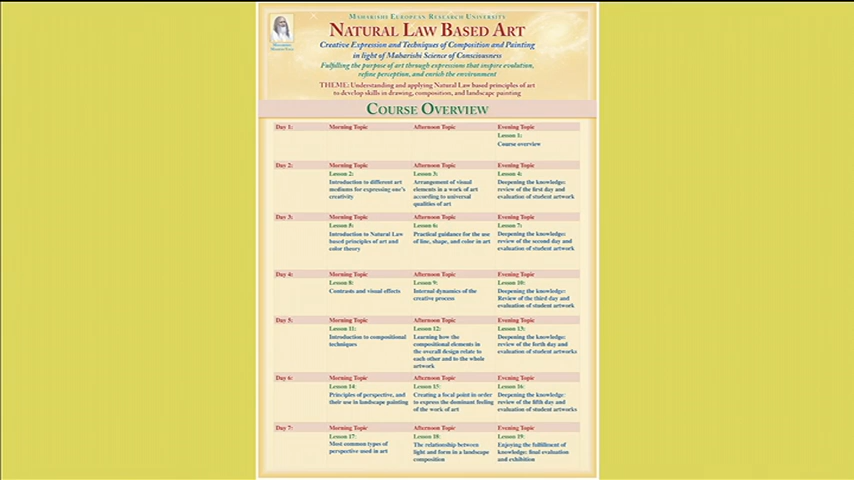 Maharishi European Research University
Natural Law Based Art
Creative Expression and Techniques of Composition and Painting
in light of Maharishi Science of Consciousness
Fulfilling the purpose of art through expressions that inspire evolution,
refine perception, and enrich the environment
THEME: Understanding and applying Natural Law based principles of art
to develop skills in drawing, composition, and landscape painting
Course Overview
Day 1: Morning Topic Afternoon Topic Evening Topic
Lesson 1:
Course overview
Day 2: Morning Topic Afternoon Topic Evening Topic
Lesson 2: Lesson 3: Lesson 4:
Introduction to different art Arrangement of visual Deepening the knowledge:
mediums for expressing one's elements in a work of art review of the first day and
creativity according to universal evaluation of student artwork
qualities of art
Day 3: Morning Topic Afternoon Topic Evening Topic
Lesson 5: Lesson 6: Lesson 7:
Introduction to Natural Law Practical guidance for the use Deepening the knowledge:
based principles of art and of line, shape, and color in art review of the second day and
color theory evaluation of student artwork
Day 4: Morning Topic Afternoon Topic Evening Topic
Lesson 8: Lesson 9: Lesson 10:
Contrasts and visual effects Internal dynamics of the Deepening the knowledge:
creative process Review of the third day and
evaluation of student artwork
Day 5: Morning Topic Afternoon Topic Evening Topic
Lesson 11: Lesson 12: Lesson 13:
Introduction to compositional Learning how the Deepening the knowledge:
techniques compositional elements in review of the forth day and
the overall design relate to evaluation of student artworks
each other and to the whole
artwork
Day 6: Morning Topic Afternoon Topic Evening Topic
Lesson 14: Lesson 15: Lesson 16:
Principles of perspective, and Creating a focal point in order Deepening the knowledge:
their use in landscape painting to express the dominant feeling review of the fifth day and
of the work of art evaluation of student artworks
Day 7: Morning Topic Afternoon Topic Evening Topic
Lesson 17: Lesson 18: Lesson 19:
Most common types of The relationship between Enjoying the fulfillment of
perspective used in art light and form in a landscape knowledge: final evaluation
composition and exhibition